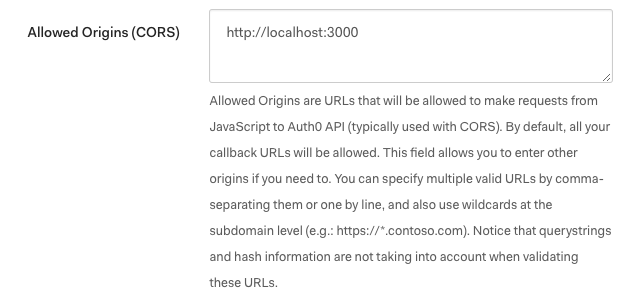 Allowed Origins (CORS)
http://localhost:3000
Allowed Origins are URLs that will be allowed to make requests from
JavaScript to Auth0 API (typically used with CORS). By default, all your
callback URLs will be allowed. This field allows you to enter other
origins if you need to. You can specify multiple valid URLs by comma-
separating them or one by line, and also use wildcards at the
subdomain level (e.g.: https://*.contoso.com). Notice that querystrings
and hash information are not taking into account when validating
these URLs.